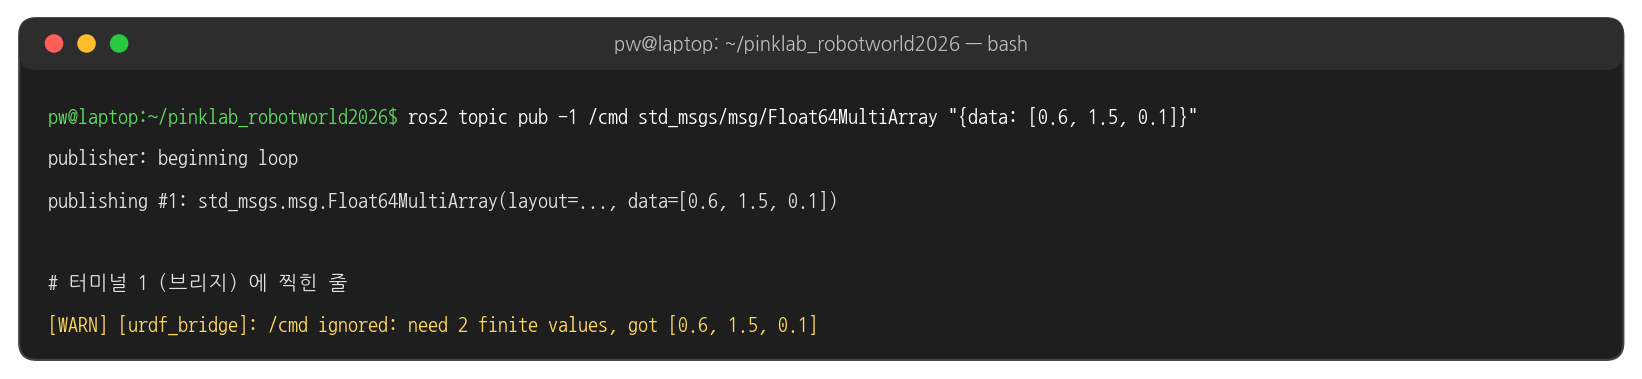 pw@laptop: ~/pinklab_robotworld2026 — bash
pw@laptop:~/pinklab_robotworld2026$ ros2 topic pub -1 /cmd std_msgs/msg/Float64MultiArray "{data: [0.6, 1.5, 0.1]}"
publisher: beginning loop
publishing #1: std_msgs.msg.Float64MultiArray(layout=..., data=[0.6, 1.5, 0.1])
# 터미널 1 (브리지) 에 찍힌 줄
[WARN] [urdf_bridge]: /cmd ignored: need 2 finite values, got [0.6, 1.5, 0.1]